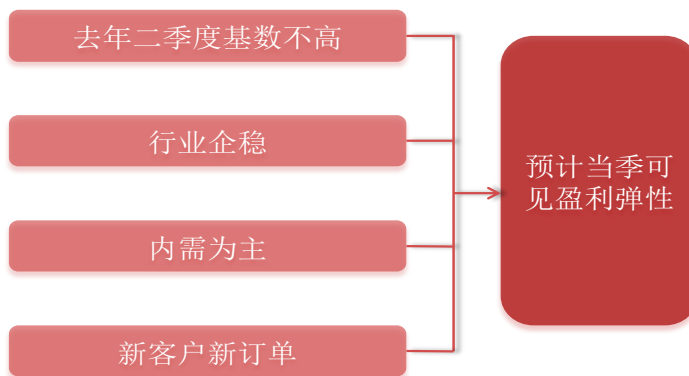 去年二季度基数不高
行业企稳
内需为主
新客户新订单
预计当季可
见盈利弹性